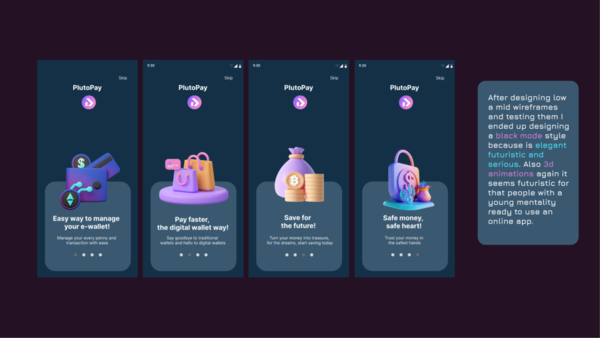 Skip
PlutoPay
Easy way to manage
your e-wallet!
Manage your every penny and
transaction with ease
9:30
Skip
PlutoPay
Pay faster,
the digital wallet way!
Say goodbye to traditional
wallets and hello to digital wallets
9:30
Skip
PlutoPay
Save for
the future!
Turn your money into treasure,
for the dreams, start saving today
9:30
Skip
PlutoPay
Safe money,
safe heart!
Trust your money in
the safest hands
After designing low
a mid wireframes
and testing them I
ended up designing
a black mode style
because is elegant
futuristic and
serious. Also 3d
animations again it
seems futuristic for
that people with a
young mentality
ready to use an
online app.